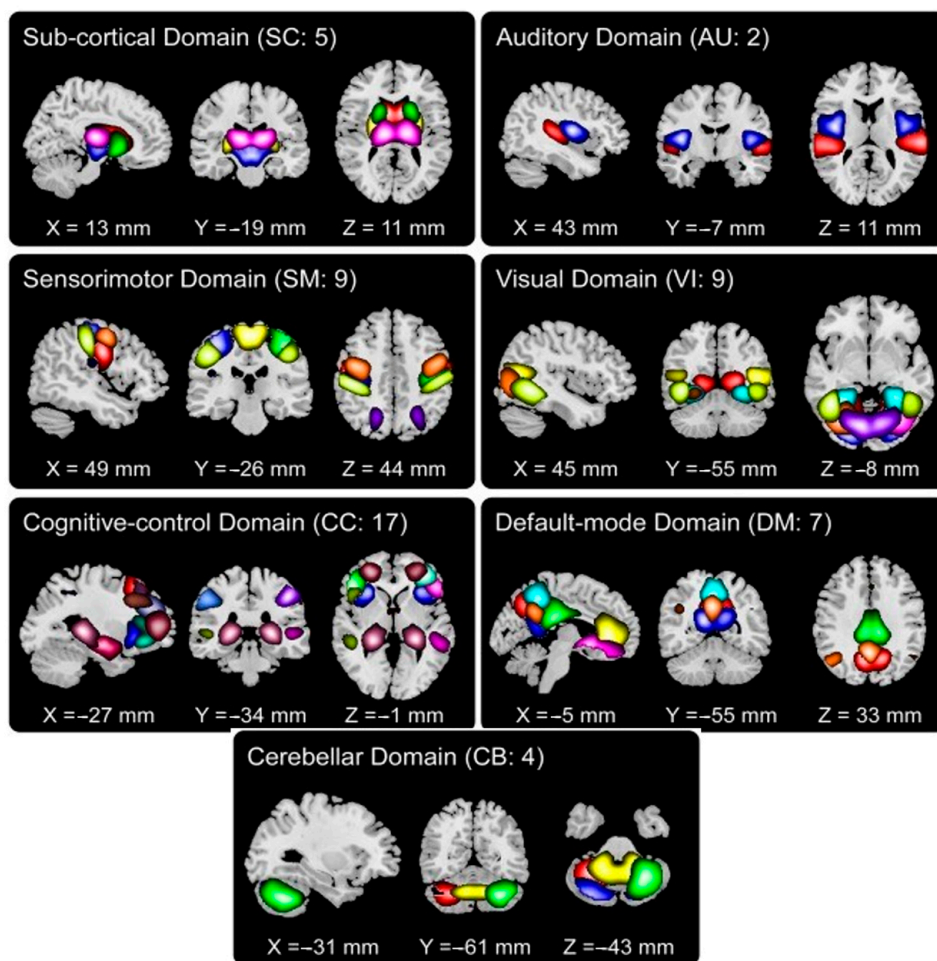 Sub-cortical Domain (SC: 5)
X = 13 mm Y =–19 mm Z = 11 mm
Auditory Domain (AU: 2)
X = 43 mm Y = –7 mm Z = 11 mm
Sensorimotor Domain (SM: 9)
X = 49 mm Y = –26 mm Z = 44 mm
Visual Domain (VI: 9)
X = 45 mm Y = –55 mm Z = –8 mm
Cognitive-control Domain (CC: 17)
X =–27 mm Y = –34 mm Z =–1 mm
Default-mode Domain (DM: 7)
X = –5 mm Y = –55 mm Z = 33 mm
Cerebellar Domain (CB: 4)
X = –31 mm Y = –61 mm Z = –43 mm